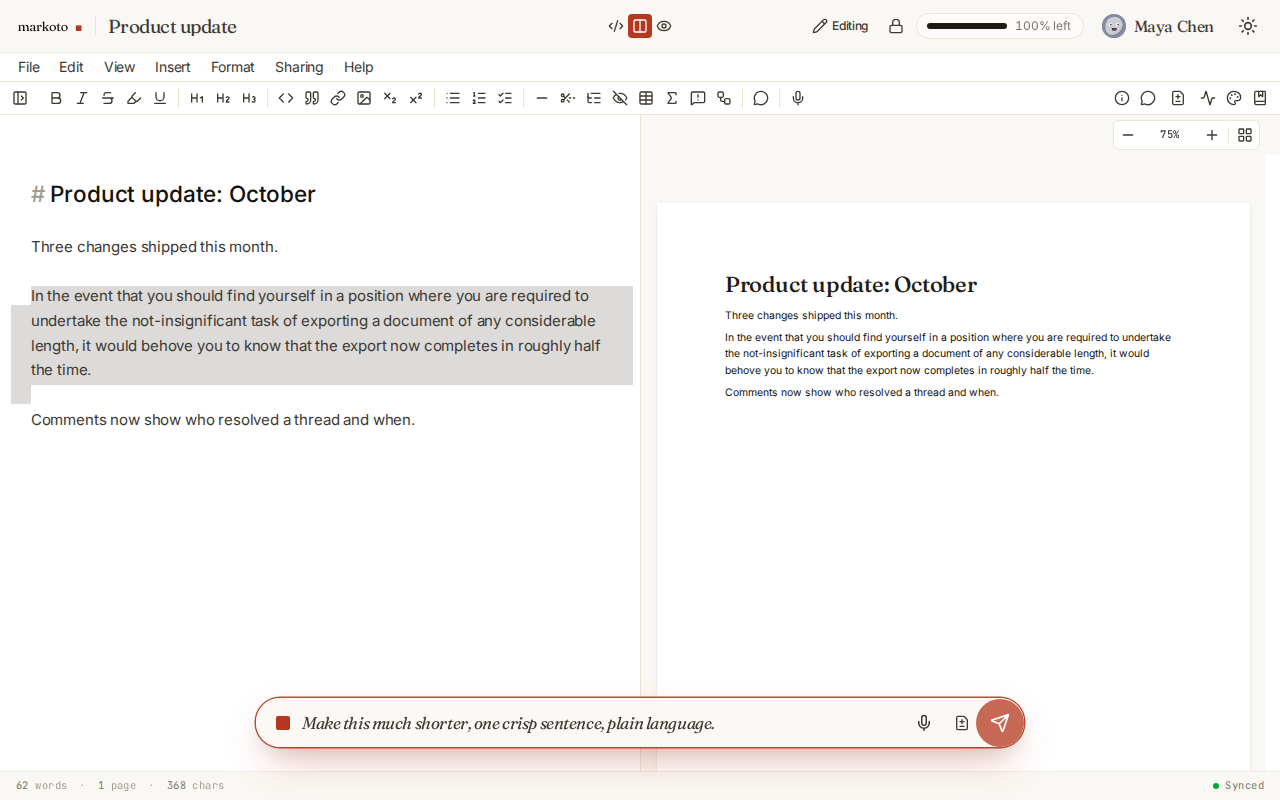 markoto Product update Editing 100% left Maya Chen
File Edit View Insert Format Sharing Help
H1 H2 H3 X2 X2
75%
# Product update: October
Three changes shipped this month.
In the event that you should find yourself in a position where you are required to
undertake the not-insignificant task of exporting a document of any considerable
length, it would behove you to know that the export now completes in roughly half
the time.
Comments now show who resolved a thread and when.
Product update: October
Three changes shipped this month.
In the event that you should find yourself in a position where you are required to undertake
the not-insignificant task of exporting a document of any considerable length, it would
behove you to know that the export now completes in roughly half the time.
Comments now show who resolved a thread and when.
Make this much shorter, one crisp sentence, plain language.
62 words · 1 page · 368 chars Synced